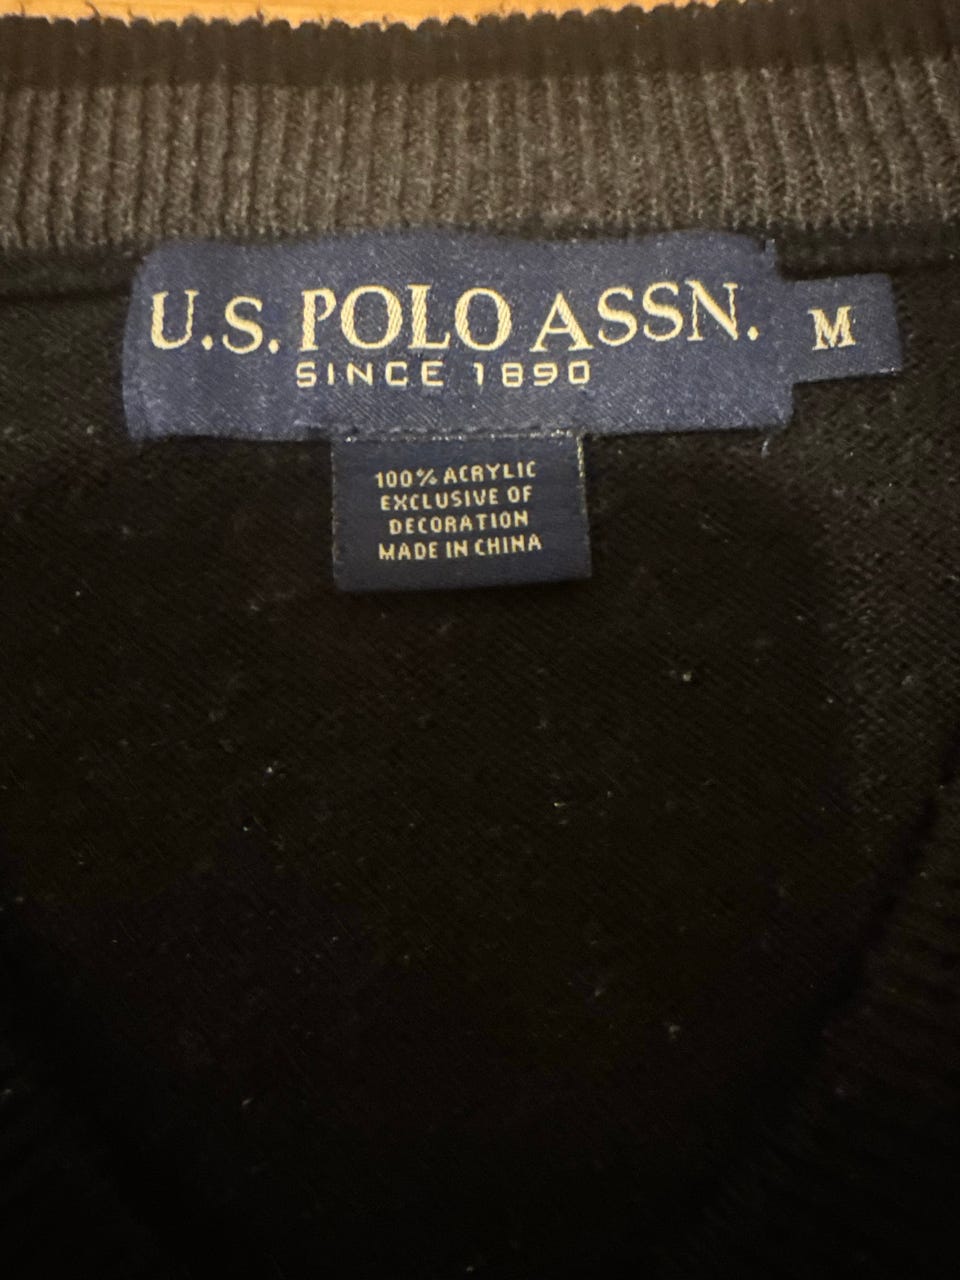 U.S. POLO ASSN.
SINCE 1890
M
100% ACRYLIC
EXCLUSIVE OF
DECORATION
MADE IN CHINA